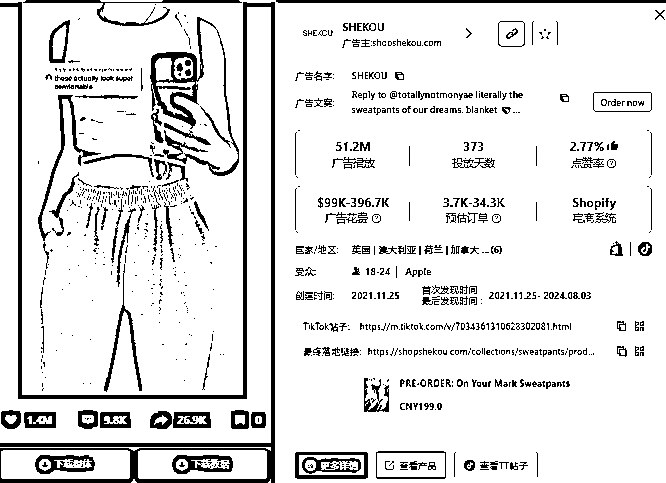 these actually look super
comfortable
1.4M
9.8K
26.9K
0
下载媒体
下载数据
SHEKOU
SHEKOU
广告主:shopshekou.com
广告名字: SHEKOU
广告文案: Reply to @totallynotmonyae literally the
sweatpants of our dreams. blanket ...
Order now
51.2M
广告混放
373
投放天数
2.77%
点赞率
$99K-396.7K
广告花费
3.7K-34.3K
预估订单
Shopify
电商系统
国家/地区: 英国 | 澳大利亚 | 荷兰 | 加拿大 ...(6)
受众: 18-24 | Apple
创建时间: 2021.11.25
首次发现时间
最后发现时间 : 2021.11.25- 2024.08.03
TikTok帖子: https://m.tiktok.com/v/7034361310628302081.html
最终落地链接: https://shopshekou.com/collections/sweatpants/prod...
PRE-ORDER: On Your Mark Sweatpants
CNY199.0
更多详情
查看产品
查看TT帖子